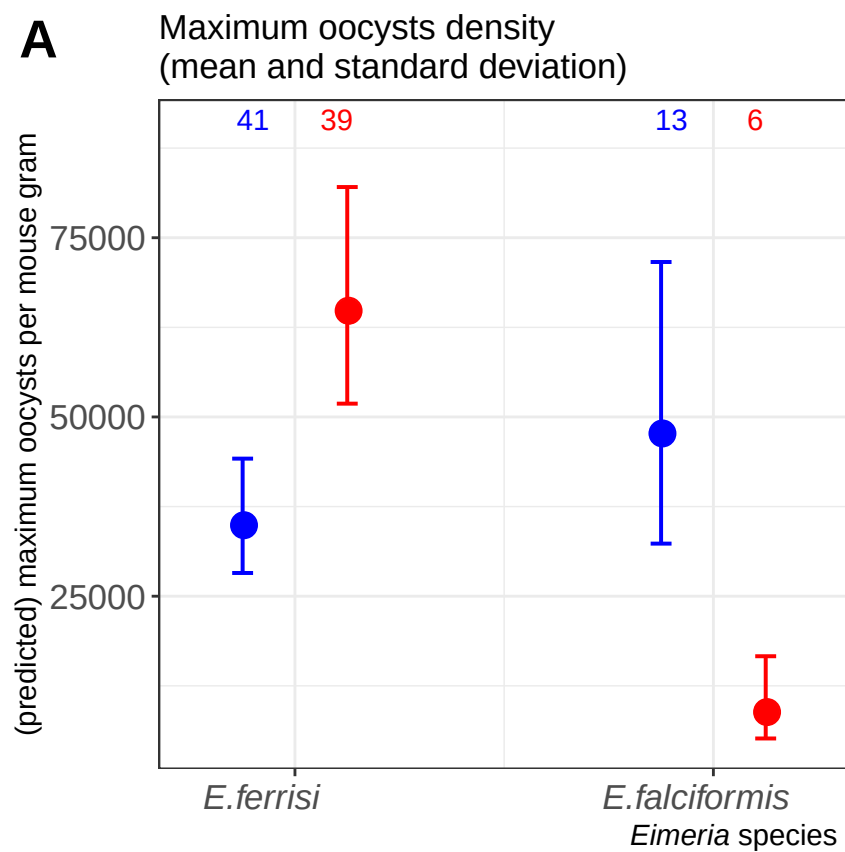 A
Maximum oocysts density
(mean and standard deviation)
41 39 13 6
(predicted) maximum oocysts per mouse gram
75000
50000
25000
E.ferrisi E.falciformis
Eimeria species